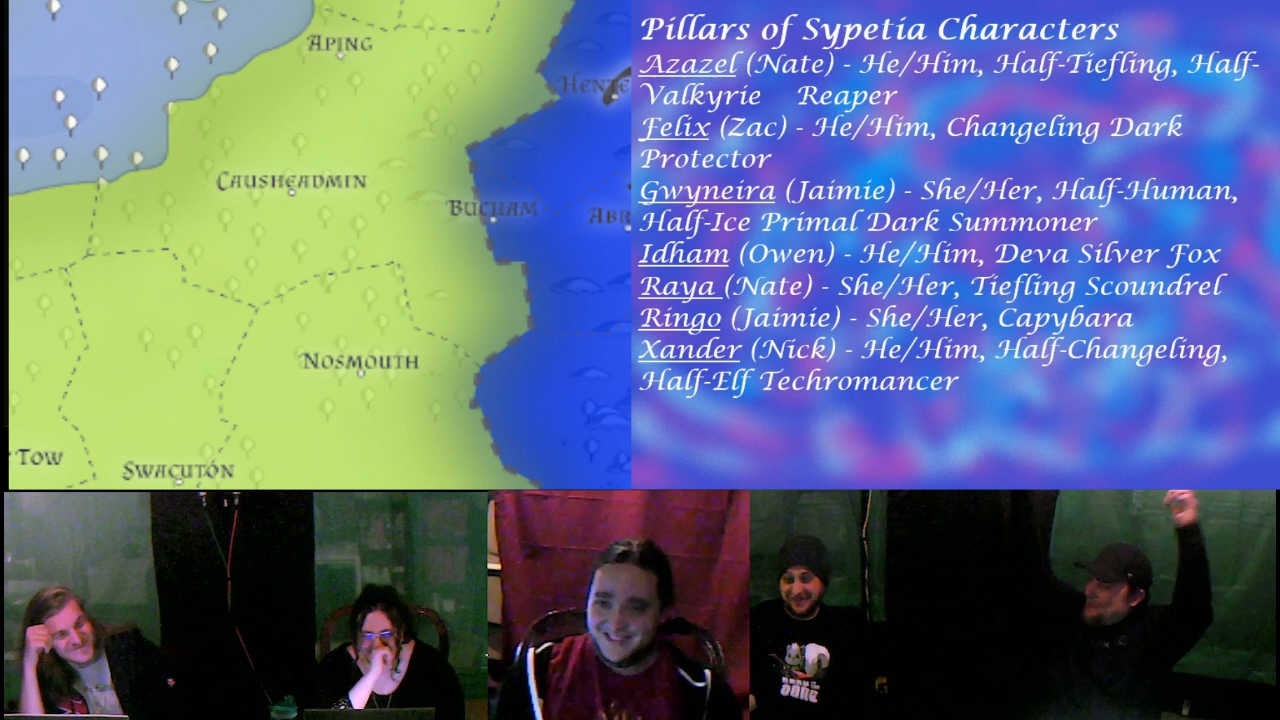 APING
HENTE
CAUSHEADMIN
BUCHAM
ABR
NOSMOUTH
TOW
SWACUTON
Pillars of Sypetia Characters
Azazel (Nate) - He/Him, Half-Tiefling, Half-
Valkyrie Reaper
Felix (Zac) - He/Him, Changeling Dark
Protector
Gwyneira (Jaimie) - She/Her, Half-Human,
Half-Ice Primal Dark Summoner
Idham (Owen) - He/Him, Deva Silver Fox
Raya (Nate) - She/Her, Tiefling Scoundrel
Ringo (Jaimie) - She/Her, Capybara
Xander (Nick) - He/Him, Half-Changeling,
Half-Elf Techromancer